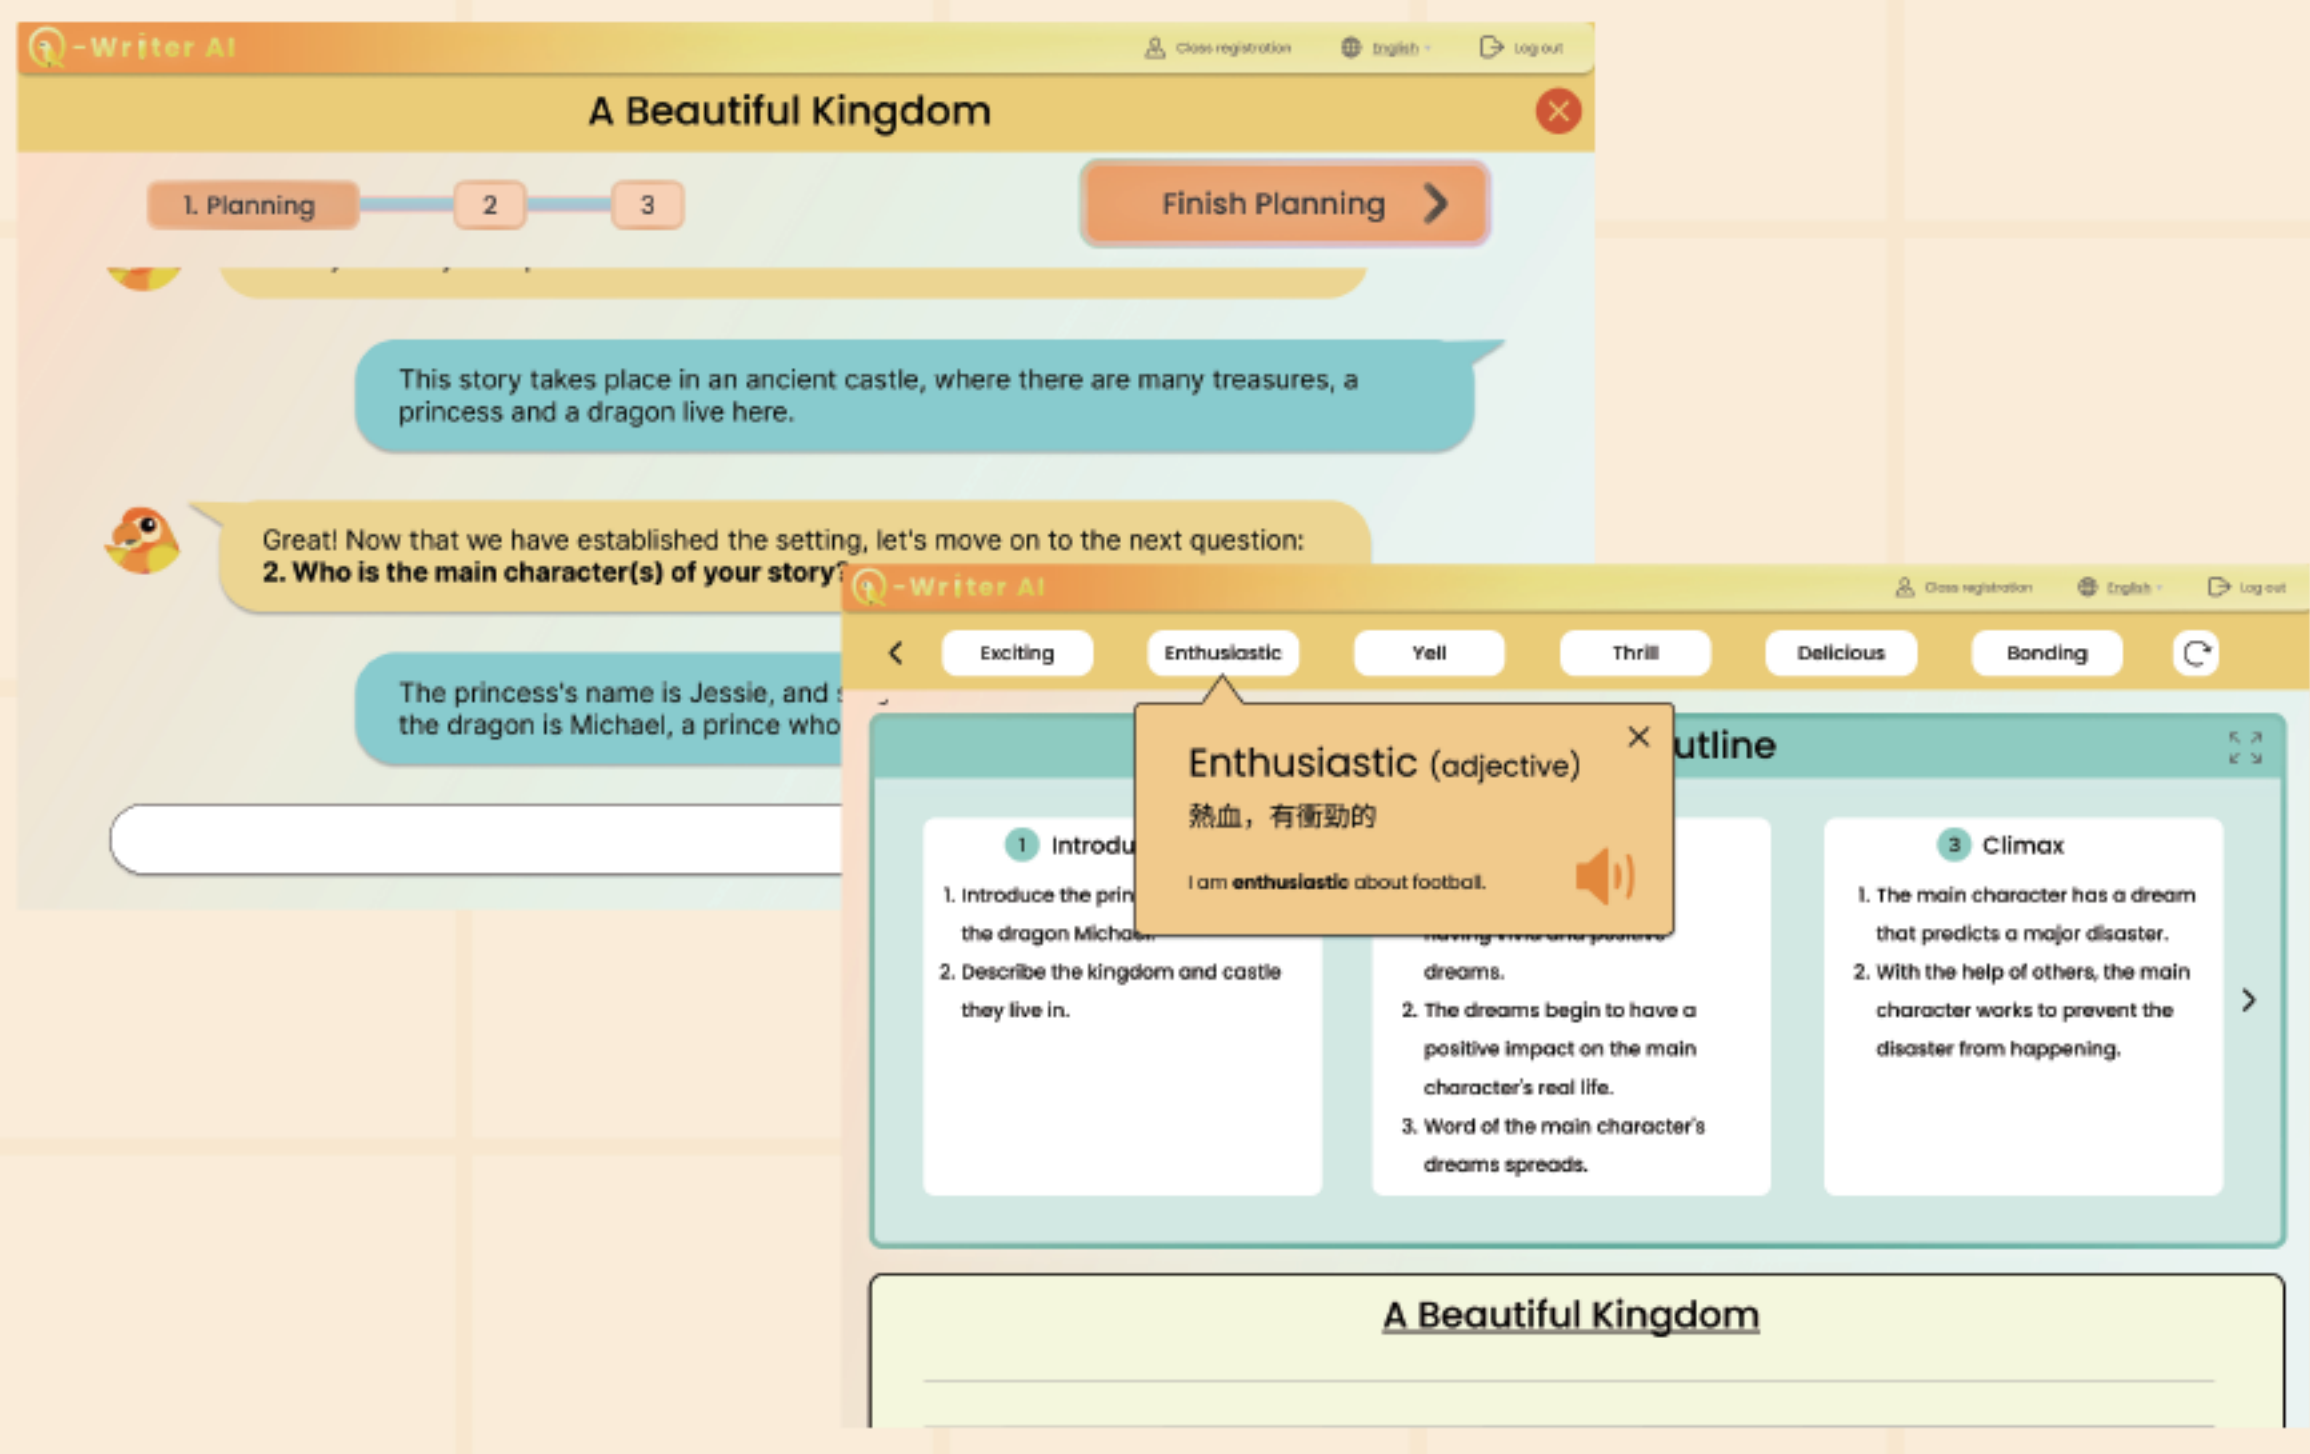 Q-Writer AI
Class registration
English
Log out
A Beautiful Kingdom
1. Planning
2
3
Finish Planning
This story takes place in an ancient castle, where there are many treasures, a
princess and a dragon live here.
Great! Now that we have established the setting, let's move on to the next question:
2. Who is the main character(s) of your story?
The princess's name is Jessie, and
the dragon is Michael, a prince who
Q-Writer AI
Class registration
English
Log out
Exciting
Enthusiastic
Yell
Thrill
Delicious
Bonding
utline
Enthusiastic (adjective)
熱血，有衝勁的
I am enthusiastic about football.
1 Introdu
1. Introduce the prin
the dragon Michael.
2. Describe the kingdom and castle
they live in.
having vivid and positive
dreams.
2. The dreams begin to have a
positive impact on the main
character's real life.
3. Word of the main character's
dreams spreads.
3 Climax
1. The main character has a dream
that predicts a major disaster.
2. With the help of others, the main
character works to prevent the
disaster from happening.
A Beautiful Kingdom